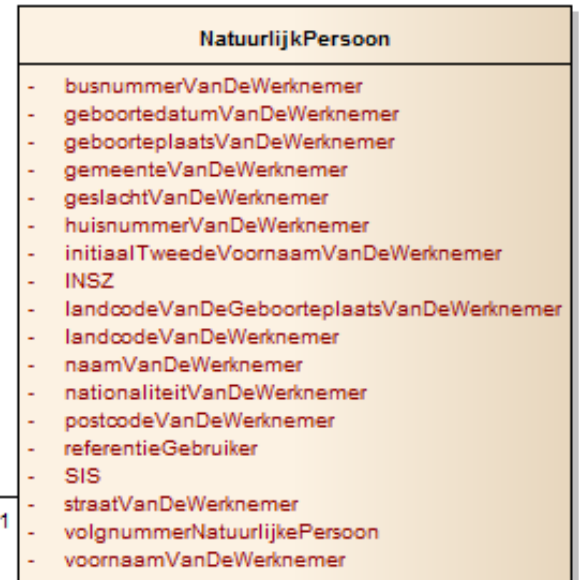 NatuurlijkPersoon
- busnummerVanDeWerknemer
- geboortedatumVanDeWerknemer
- geboorteplaatsVanDeWerknemer
- gemeenteVanDeWerknemer
- geslachtVanDeWerknemer
- huisnummerVanDeWerknemer
- initiaalTweedeVoornaamVanDeWerknemer
- INSZ
- landcodeVanDeGeboorteplaatsVanDeWerknemer
- landcodeVanDeWerknemer
- naamVanDeWerknemer
- nationaliteitVanDeWerknemer
- postcodeVanDeWerknemer
- referentieGebruiker
- SIS
- straatVanDeWerknemer
1
- volgnummerNatuurlijkePersoon
- voornaamVanDeWerknemer